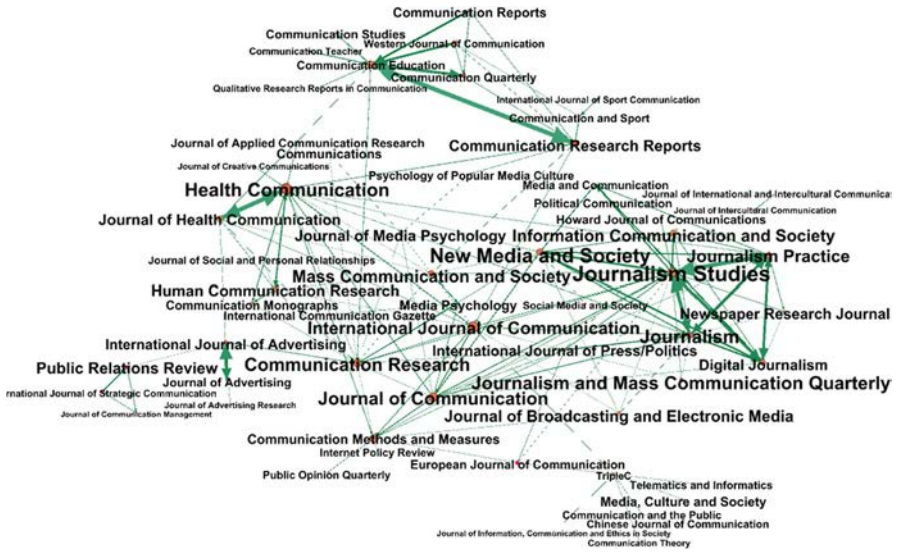 Communication Reports
Communication Studies
Western Journal of Communication
Communication Teacher
Communication Education
Communication Quarterly
Qualitative Research Reports in Communication
International Journal of Sport Communication
Communication and Sport
Journal of Applied Communication Research
Communication Research Reports
Communications
Journal of Creative Communications
Psychology of Popular Media Culture
Health Communication
Media and Communication
Journal of International and Intercultural Communica
Political Communication
Journal of Intercultural Communication
Journal of Health Communication
Howard Journal of Communications
Journal of Media Psychology
Information Communication and Society
Journal of Social and Personal Relationships
New Media and Society
Journalism Practice
Mass Communication and Society
Journalism Studies
Human Communication Research
Communication Monographs
Media Psychology
Social Media and Society
International Communication Gazette
Newspaper Research Journal
International Journal of Communication
Journalism
International Journal of Advertising
International Journal of Press/Politics
Public Relations Review
Communication Research
Digital Journalism
Journal of Advertising
Journalism and Mass Communication Quarterly
rnational Journal of Strategic Communication
Journal of Communication
Journal of Advertising Research
Journal of Communication Management
Journal of Broadcasting and Electronic Media
Communication Methods and Measures
Internet Policy Review
European Journal of Communication
Public Opinion Quarterly
TripleC
Telematics and Informatics
Media, Culture and Society
Communication and the Public
Chinese Journal of Communication
Journal of Information, Communication and Ethics in Society
Communication Theory